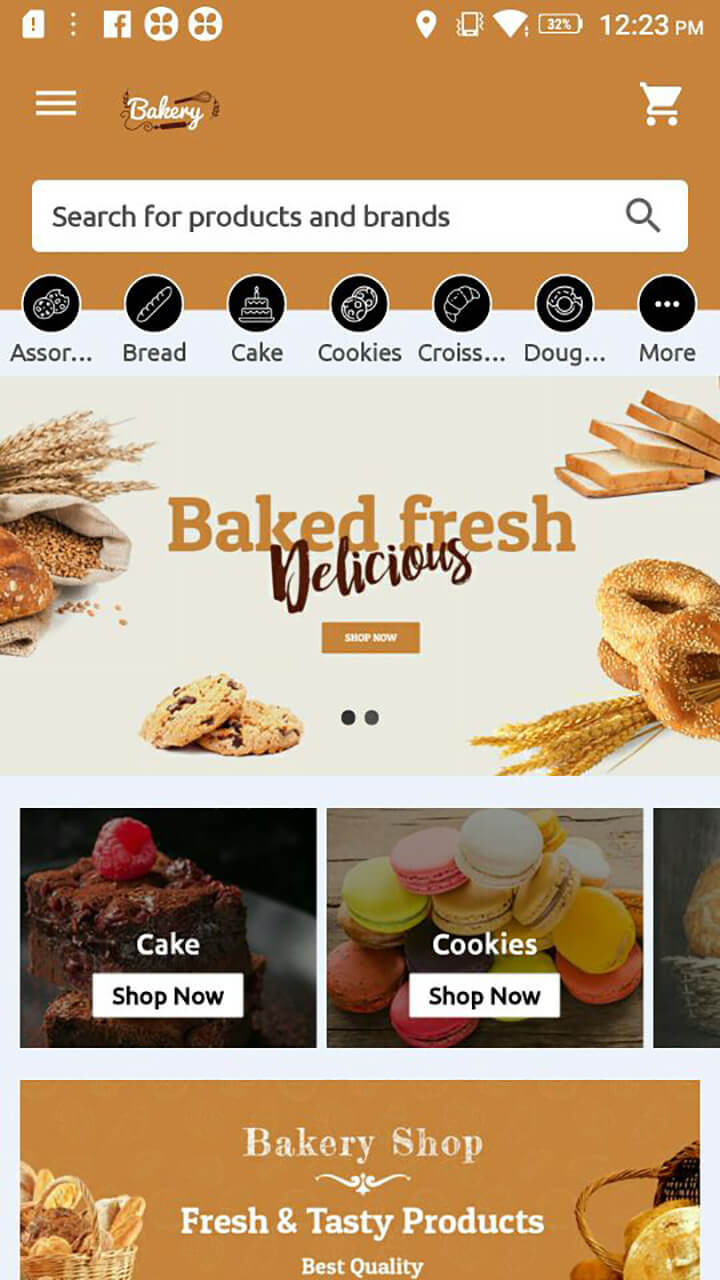 32% 12:23 PM
Bakery
Search for products and brands
Assor... Bread Cake Cookies Croiss... Doug... More
Baked fresh
Delicious
SHOP NOW
Cake Cookies
Shop Now Shop Now
Bakery Shop
Fresh & Tasty Products
Best Quality